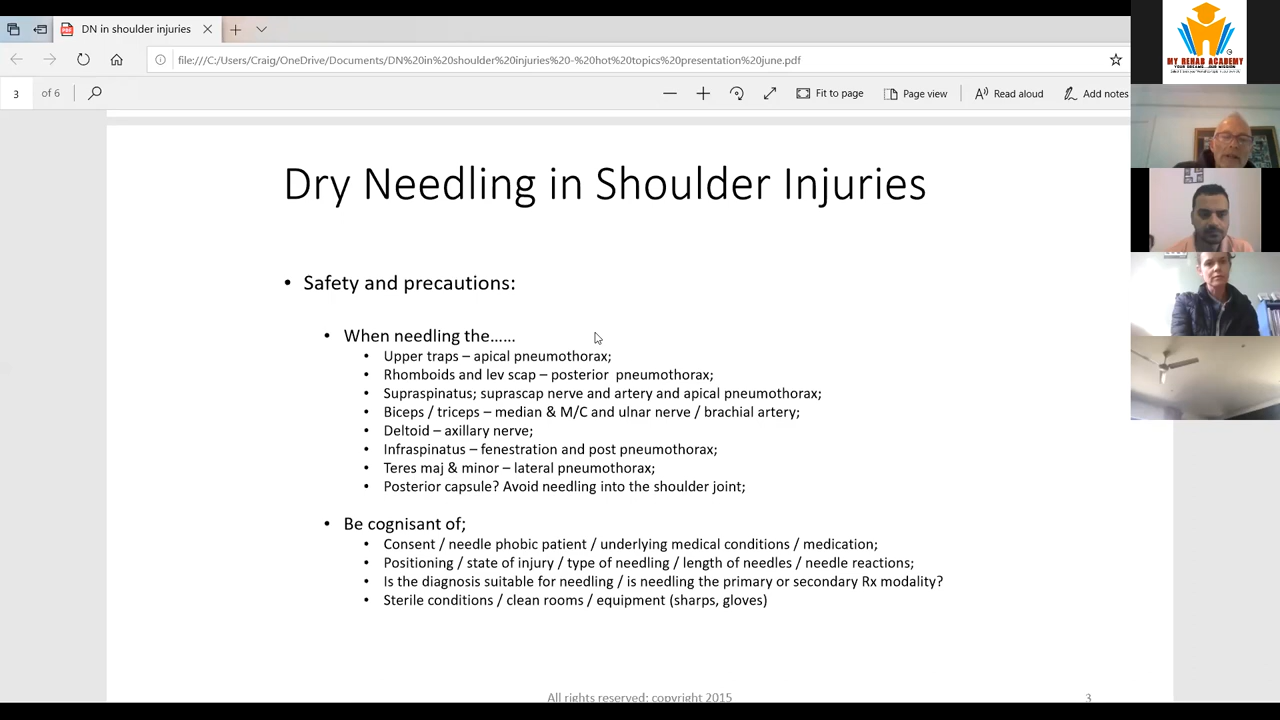 DN in shoulder injuries
file:///C:/Users/Craig/OneDrive/Documents/DN%20in%20shoulder%20injuries%20-%20hot%20topics%20presentation%20june.pdf
3 of 6
Fit to page
Page view
Read aloud
Add notes
MY REHAB ACADEMY
Dry Needling in Shoulder Injuries
• Safety and precautions:
• When needling the......
• Upper traps – apical pneumothorax;
• Rhomboids and lev scap – posterior  pneumothorax;
• Supraspinatus; suprascap nerve and artery and apical pneumothorax;
• Biceps / triceps – median & M/C and ulnar nerve / brachial artery;
• Deltoid – axillary nerve;
• Infraspinatus – fenestration and post pneumothorax;
• Teres maj & minor – lateral pneumothorax;
• Posterior capsule? Avoid needling into the shoulder joint;
• Be cognisant of;
• Consent / needle phobic patient / underlying medical conditions / medication;
• Positioning / state of injury / type of needling / length of needles / needle reactions;
• Is the diagnosis suitable for needling / is needling the primary or secondary Rx modality?
• Sterile conditions / clean rooms / equipment (sharps, gloves)
All rights reserved; copyright 2015
3